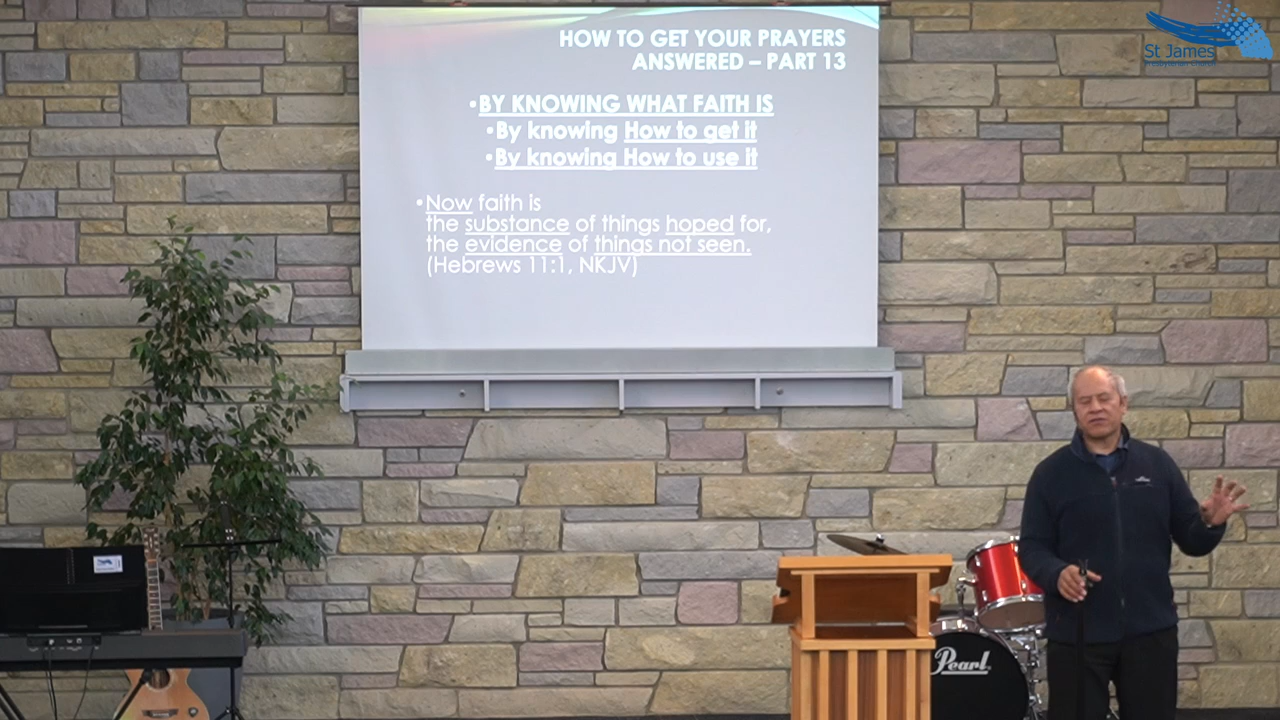 HOW TO GET YOUR PRAYERS
ANSWERED – PART 13
•BY KNOWING WHAT FAITH IS
•By knowing How to get it
•By knowing How to use it
•Now faith is
the substance of things hoped for,
the evidence of things not seen.
(Hebrews 11:1, NKJV)
St James
Presbyterian Church
Pearl